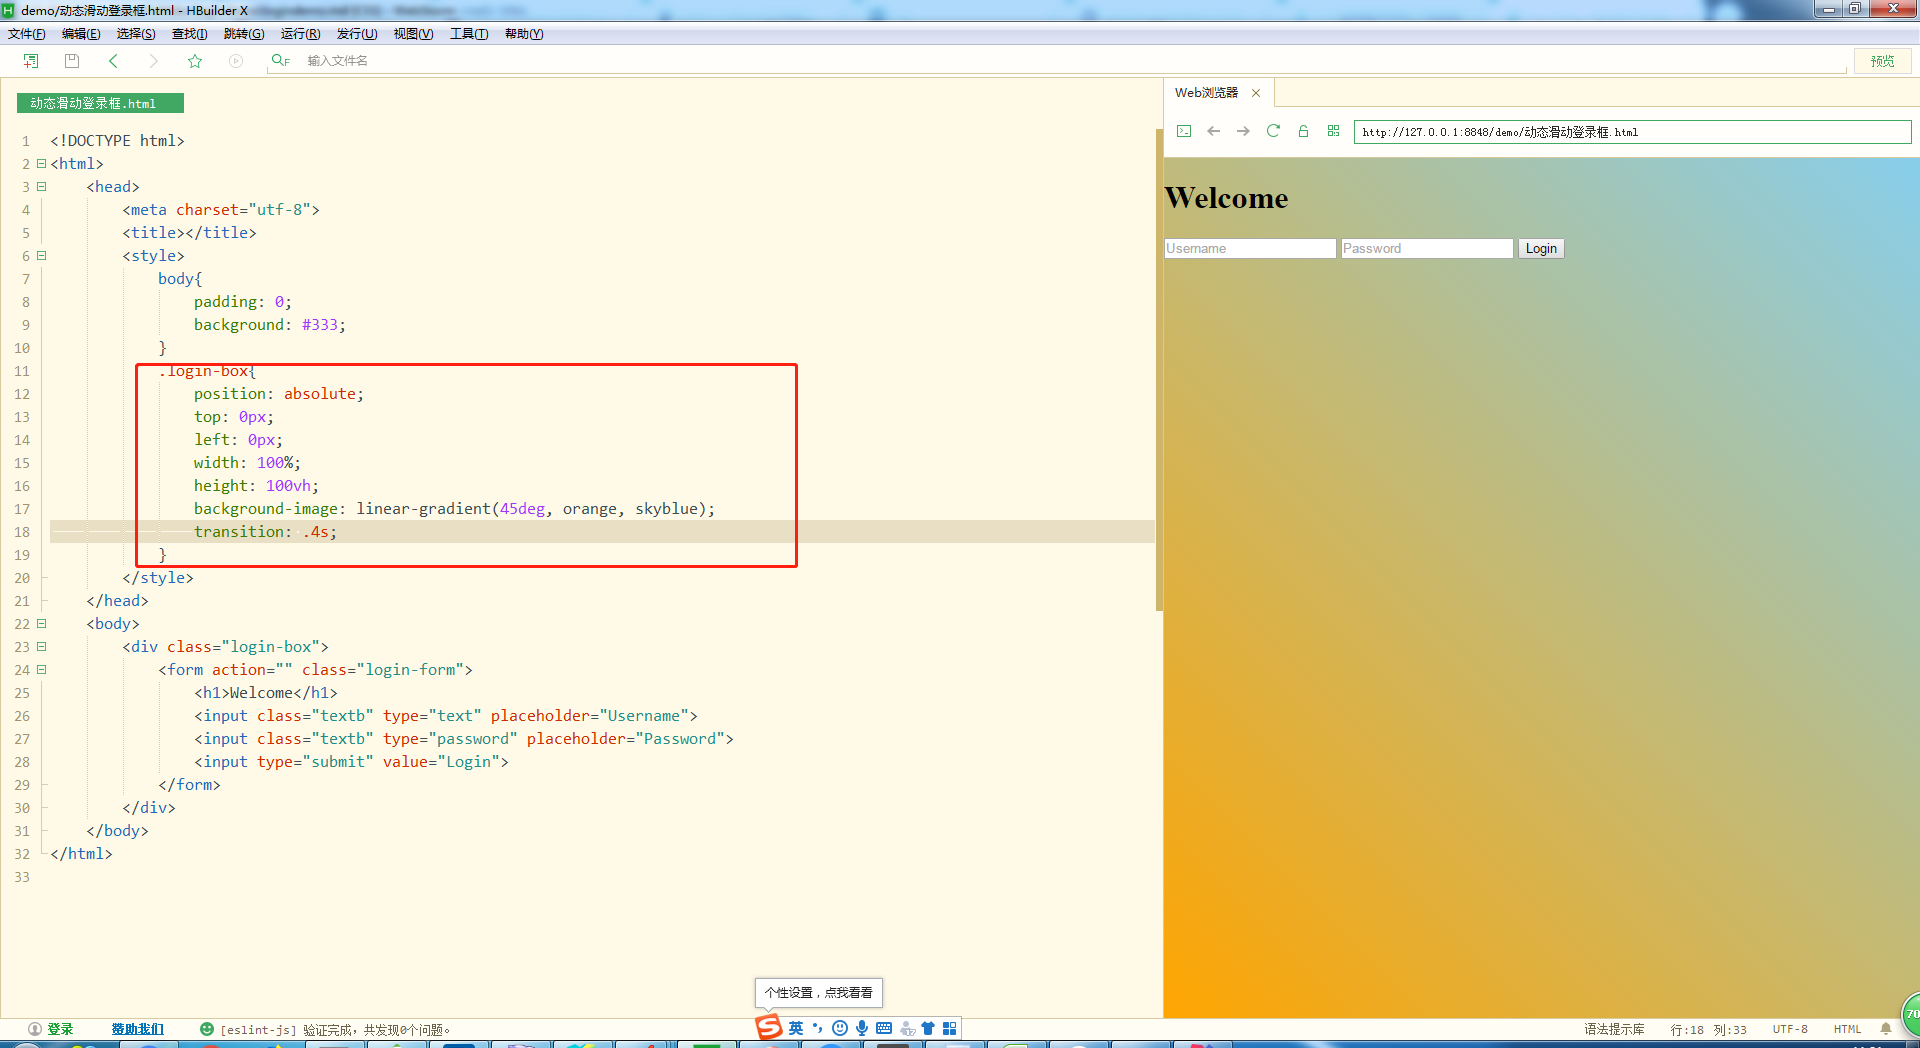 demo/动态滑动登录框.html - HBuilder X
文件(F) 编辑(E) 选择(S) 查找(I) 跳转(G) 运行(R) 发行(U) 视图(V) 工具(T) 帮助(Y)
输入文件名
预览
动态滑动登录框.html
1 <!DOCTYPE html>
2 <html>
3 <head>
4 <meta charset="utf-8">
5 <title></title>
6 <style>
7 body{
8 padding: 0;
9 background: #333;
10 }
11 .login-box{
12 position: absolute;
13 top: 0px;
14 left: 0px;
15 width: 100%;
16 height: 100vh;
17 background-image: linear-gradient(45deg, orange, skyblue);
18 transition: .4s;
19 }
20 </style>
21 </head>
22 <body>
23 <div class="login-box">
24 <form action="" class="login-form">
25 <h1>Welcome</h1>
26 <input class="textb" type="text" placeholder="Username">
27 <input class="textb" type="password" placeholder="Password">
28 <input type="submit" value="Login">
29 </form>
30 </div>
31 </body>
32 </html>
33
Web浏览器
http://127.0.0.1:8848/demo/动态滑动登录框.html
Welcome
Username Password Login
个性设置，点我看看
登录 赞助我们 [eslint-js] 验证完成，共发现0个问题。
英
语法提示库 行:18 列:33 UTF-8 HTML
70